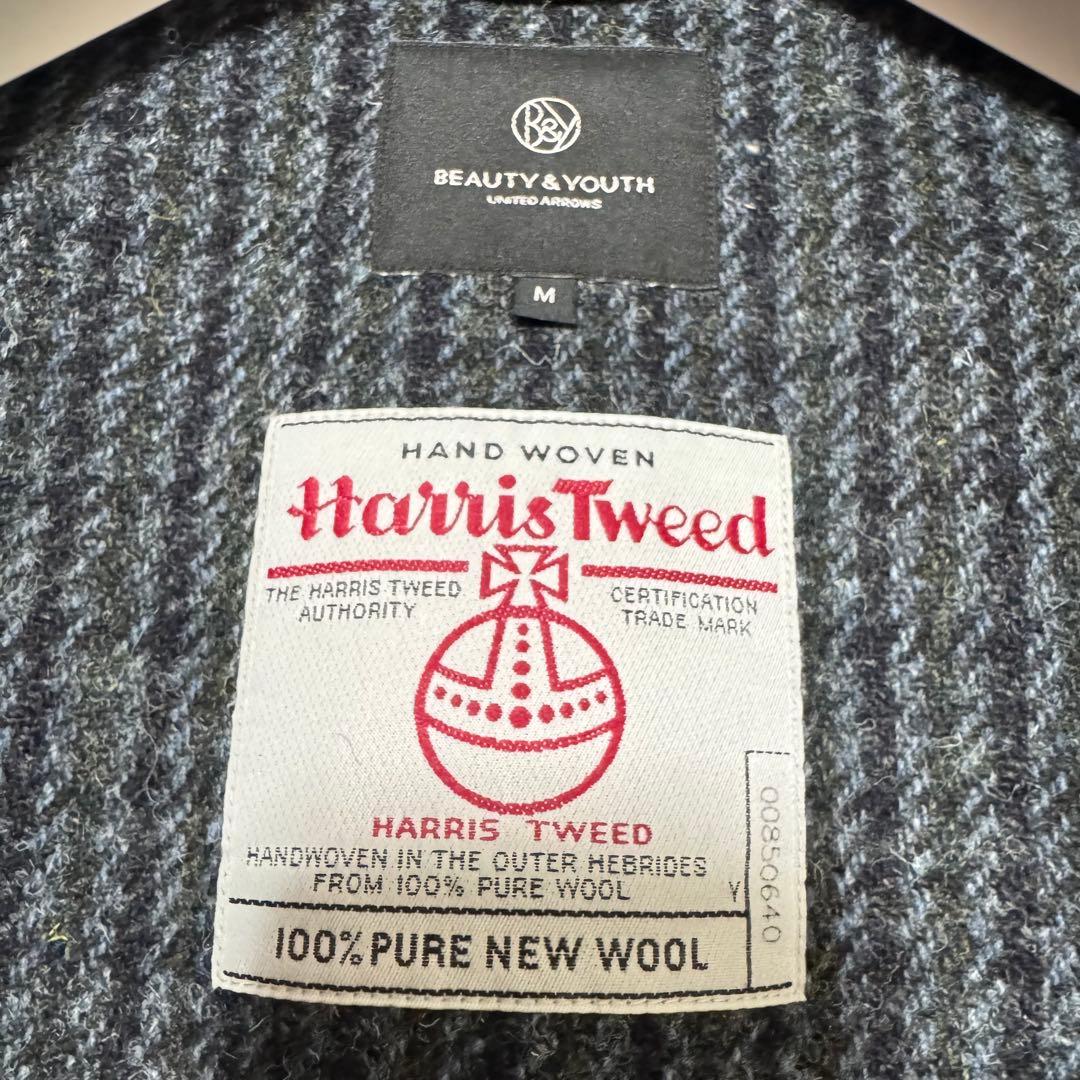 B&Y
BEAUTY & YOUTH
UNITED ARROWS
M
HAND WOVEN
Harris Tweed
THE HARRIS TWEED
AUTHORITY
CERTIFICATION
TRADE MARK
HARRIS TWEED
HANDWOVEN IN THE OUTER HEBRIDES
FROM 100% PURE WOOL
Y
00850640
100% PURE NEW WOOL